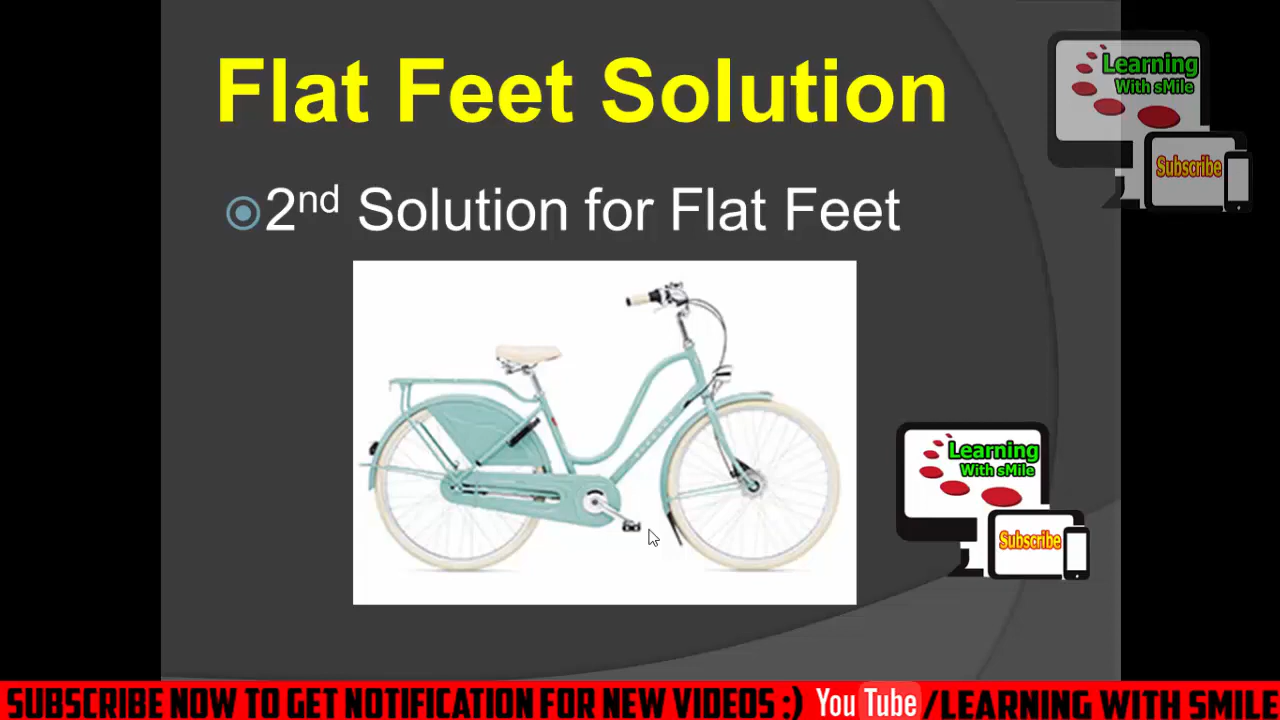 Flat Feet Solution
2nd Solution for Flat Feet
Learning
With sMile
Subscribe
Learning
With sMile
Subscribe
SUBSCRIBE NOW TO GET NOTIFICATION FOR NEW VIDEOS :) YouTube/LEARNING WITH SMILE